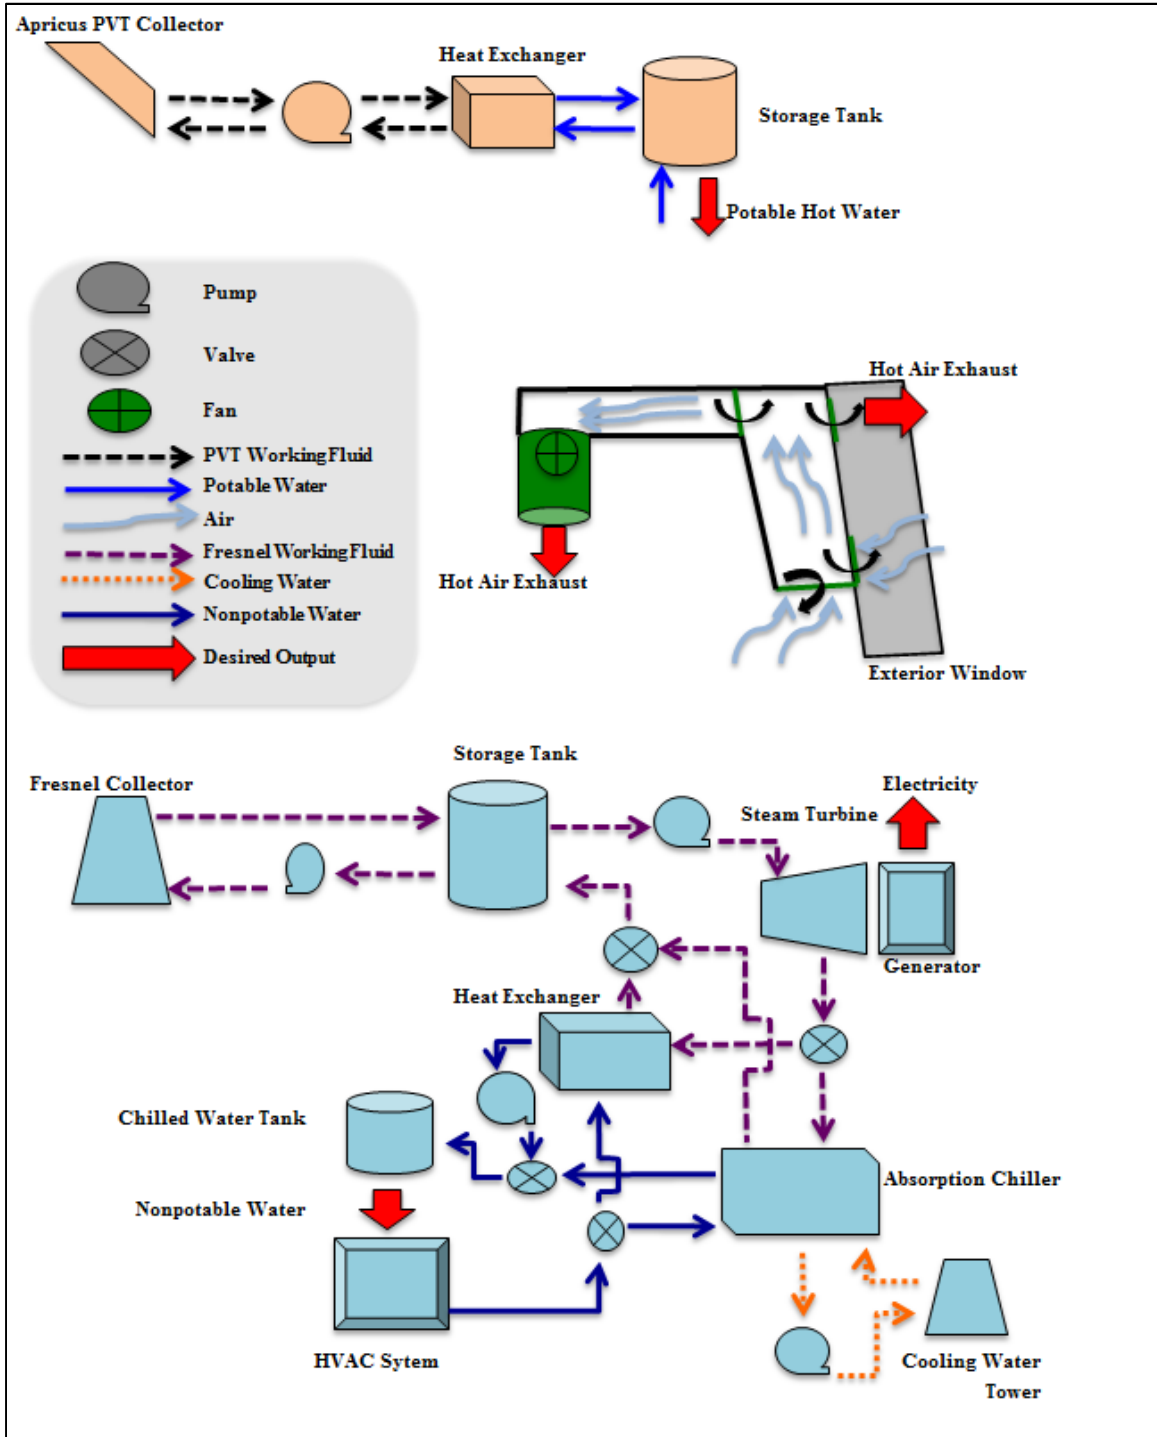 Apricus PVT Collector
Heat Exchanger
Storage Tank
Potable Hot Water
Pump
Valve
Fan
PVT Working Fluid
Potable Water
Air
Fresnel Working Fluid
Cooling Water
Nonpotable Water
Desired Output
Hot Air Exhaust
Hot Air Exhaust
Exterior Window
Storage Tank
Fresnel Collector
Electricity
Steam Turbine
Generator
Heat Exchanger
Chilled Water Tank
Absorption Chiller
Nonpotable Water
HVAC Sytem
Cooling Water
Tower